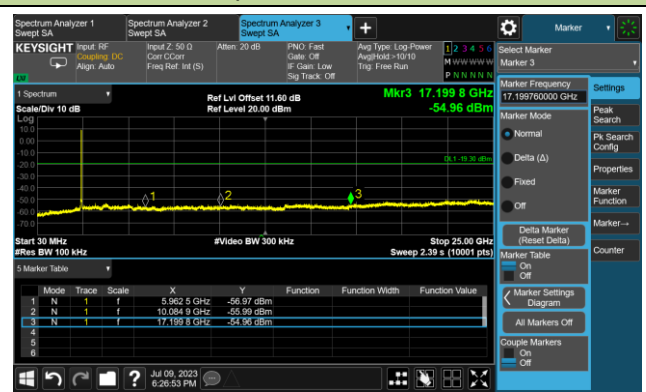 Spectrum Analyzer 1
Swept SA
Spectrum Analyzer 2
Swept SA
Spectrum Analyzer 3
Swept SA
+
Marker
KEYSIGHT
Input: RF
Coupling: DC
Align: Auto
Input Z: 50 Ω
Corr CCorr
Freq Ref: Int (S)
Atten: 20 dB
PNO: Fast
Gate: Off
IF Gain: Low
Sig Track: Off
Avg Type: Log-Power
Avg|Hold:>10/10
Trig: Free Run
1 2 3 4 5 6
M W W W W W
P N N N N N
LXI
Select Marker
Marker 3
1 Spectrum
Scale/Div 10 dB
Ref Lvl Offset 11.60 dB
Ref Level 20.00 dBm
Mkr3 17.199 8 GHz
-54.96 dBm
Log
10.0
0.00
-10.0
-20.0
-30.0
-40.0
-50.0
-60.0
-70.0
DL1 -19.30 dBm
1
2
3
Start 30 MHz
#Res BW 100 kHz
#Video BW 300 kHz
Stop 25.00 GHz
Sweep 2.39 s (10001 pts)
5 Marker Table
Mode Trace Scale X Y Function Function Width Function Value
1 N 1 f 5.962 5 GHz -56.97 dBm
2 N 1 f 10.084 9 GHz -55.99 dBm
3 N 1 f 17.199 8 GHz -54.96 dBm
4
5
6
Marker Frequency
17.199760000 GHz
Marker Mode
Normal
Delta (Δ)
Fixed
Off
Delta Marker
(Reset Delta)
Marker Table
On
Off
Marker Settings
Diagram
All Markers Off
Couple Markers
On
Off
Settings
Peak
Search
Pk Search
Config
Properties
Marker
Function
Marker→
Counter
?
Jul 09, 2023
6:26:53 PM